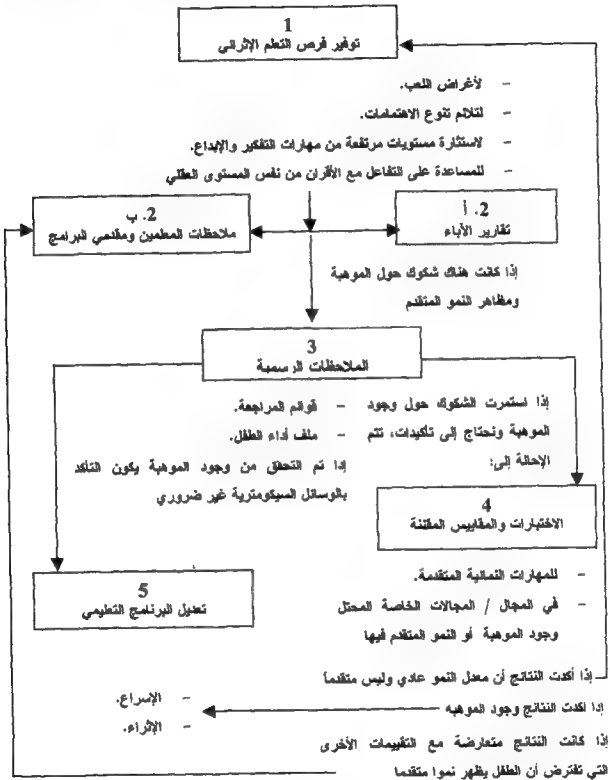 1
توفير فرص التعلم الإثرائي
- لأغراض اللعب.
- لتلائم تنوع الاهتمامات.
- لاستثارة مستويات مرتفعة من مهارات التفكير والإبداع.
- للمساعدة على التفاعل مع الأقران من نفس المستوى العقلي
2. أ
تقارير الآباء
2. ب
ملاحظات المعلمين ومقدمي البرامج
إذا كانت هناك شكوك حول الموهبة
ومظاهر النمو المتقدم
3
الملاحظات الرسمية
إذا استمرت الشكوك حول وجود
الموهبة ونحتاج إلى تأكيدات، تتم
الإحالة إلى:
- قوائم المراجعة.
- ملف أداء الطفل.
إذا تم التحقق من وجود الموهبة يكون التأكد
بالوسائل السيكومترية غير ضروري
4
الاختبارات والمقاييس المقننة
- للمهارات النمائية المتقدمة.
- في المجال / المجالات الخاصة المحتمل
وجود الموهبة أو النمو المتقدم فيها
5
تعديل البرنامج التعليمي
إذا أكدت النتائج أن معدل النمو عادي وليس متقدماً
إذا اكدت النتائج وجود الموهبه
- الإسراع.
- الإثراء.
إذا كانت النتائج متعارضة مع التقييمات الأخرى
التي تفترض أن الطفل يظهر نموا متقدما